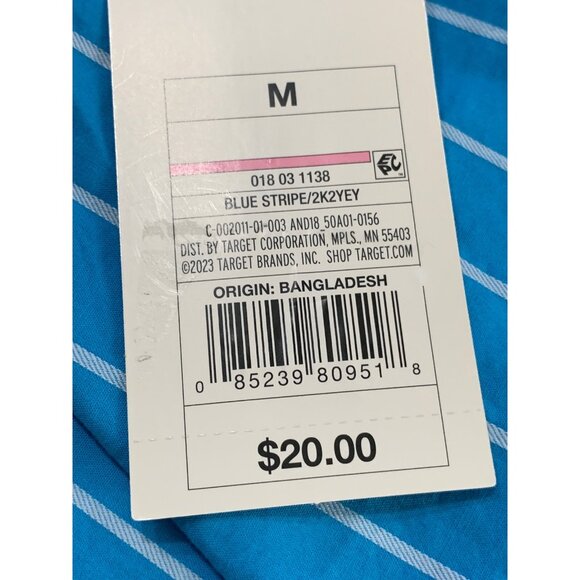 M
018 03 1138
EPC
BLUE STRIPE/2K2YEY
C-002011-01-003 AND18_50A01-0156
DIST. BY TARGET CORPORATION, MPLS., MN 55403
©2023 TARGET BRANDS, INC. SHOP TARGET.COM
ORIGIN: BANGLADESH
0 85239 80951 8
$20.00